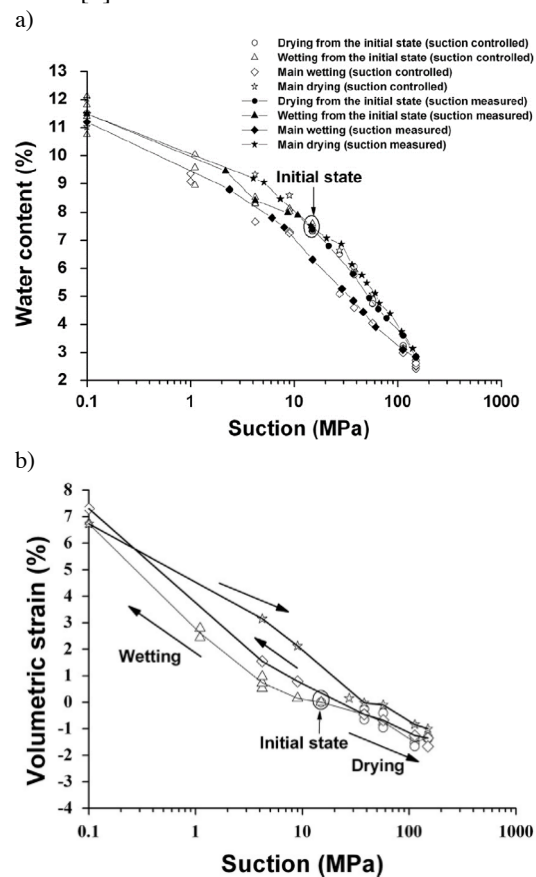 a)
Drying from the initial state (suction controlled)
Wetting from the initial state (suction controlled)
Main wetting (suction controlled)
Main drying (suction controlled)
Drying from the initial state (suction measured)
Wetting from the initial state (suction measured)
Main wetting (suction measured)
Main drying (suction measured)
13
12
11
10
9
8
7
6
5
4
3
2
Water content (%)
Initial state
0.1
1
10
100
1000
Suction (MPa)
b)
8
7
6
5
4
3
2
1
0
-1
-2
-3
-4
Volumetric strain (%)
Wetting
Initial state
Drying
0.1
1
10
100
1000
Suction (MPa)